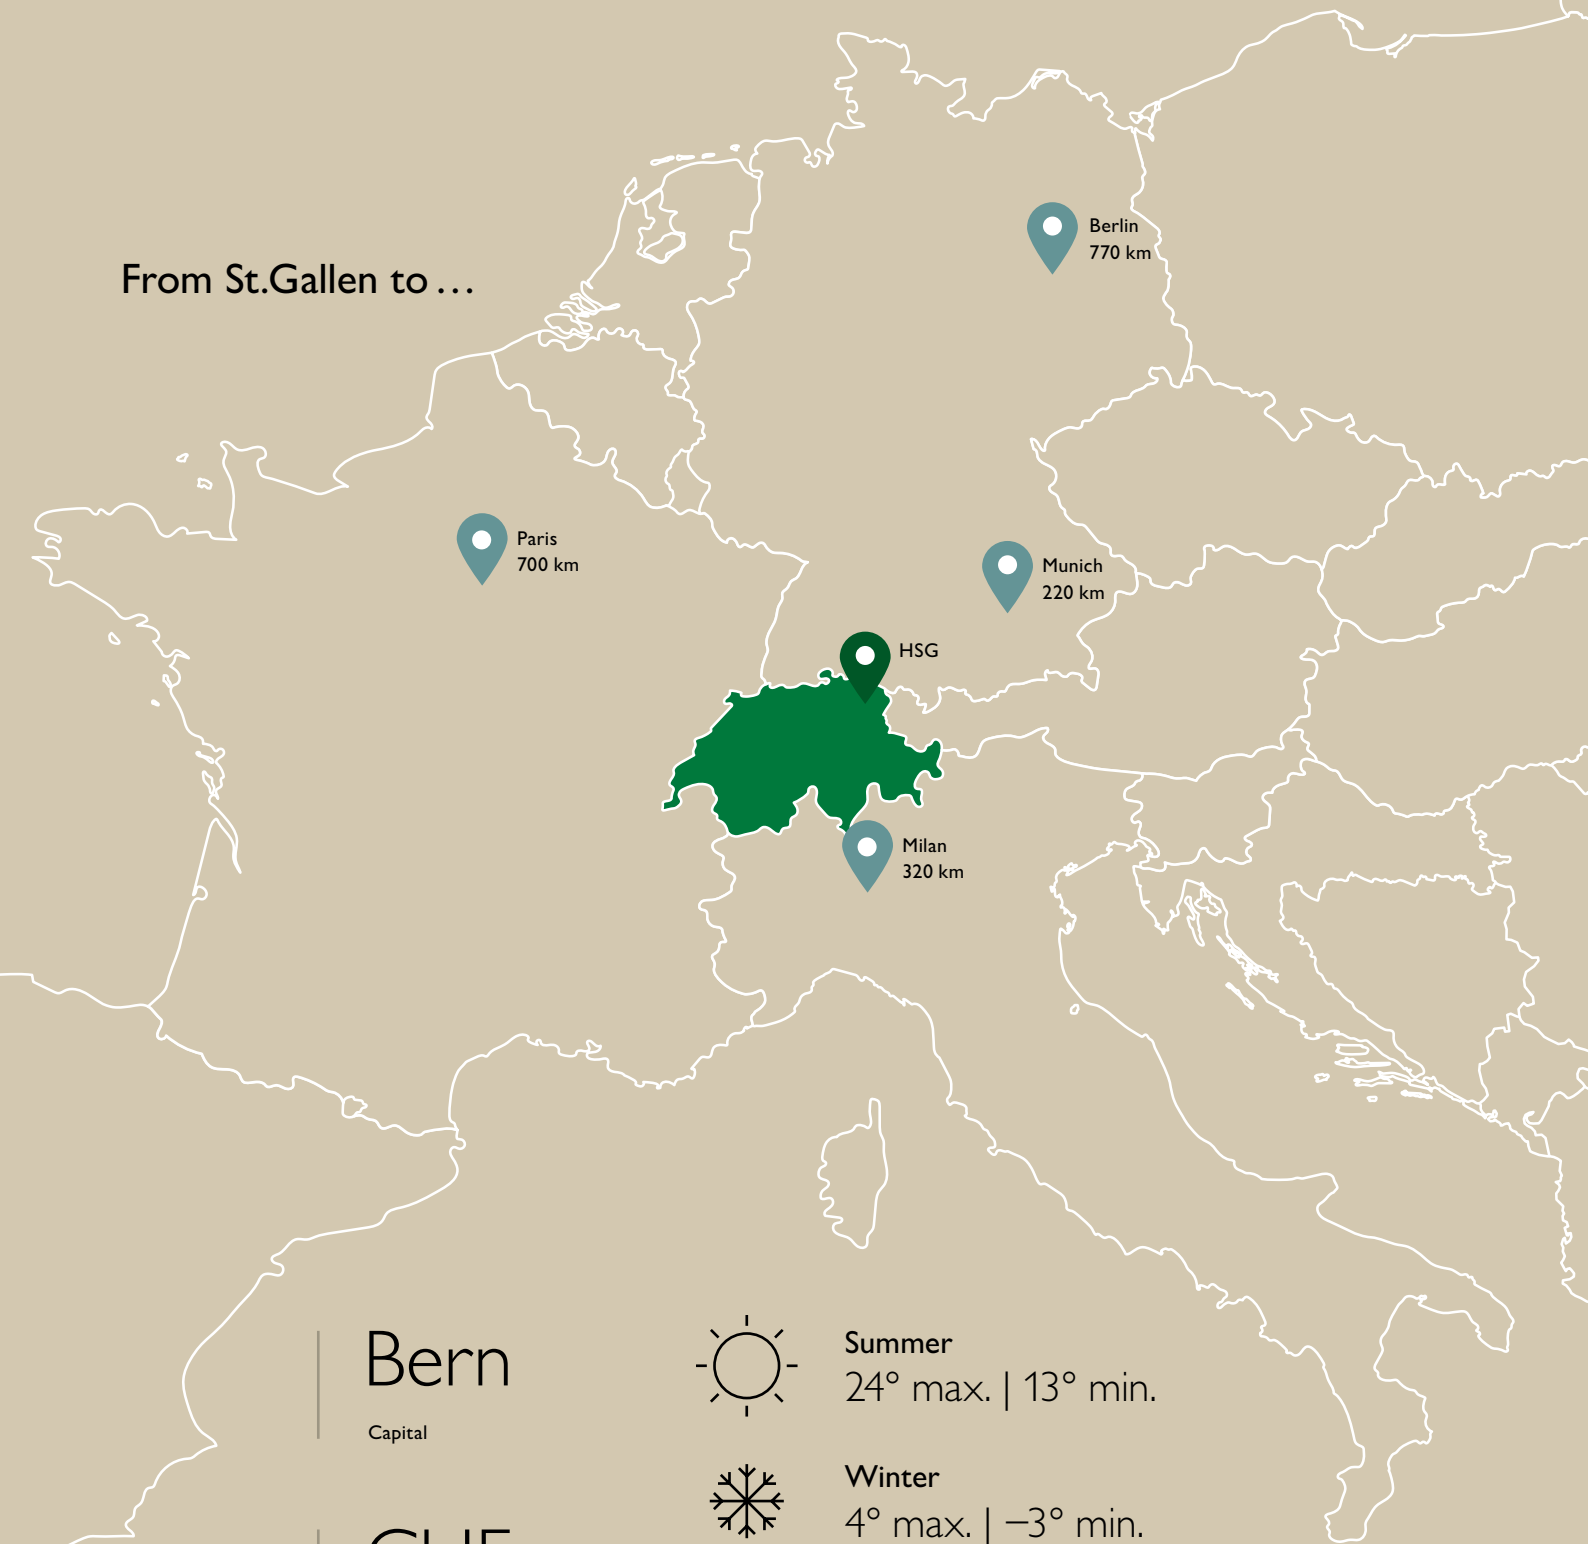 Berlin
770 km
From St.Gallen to ...
Paris
700 km
Munich
220 km
HSG
Milan
320 km
Bern
Capital
Summer
24° max. | 13° min.
Winter
4° max. | –3° min.
CHF